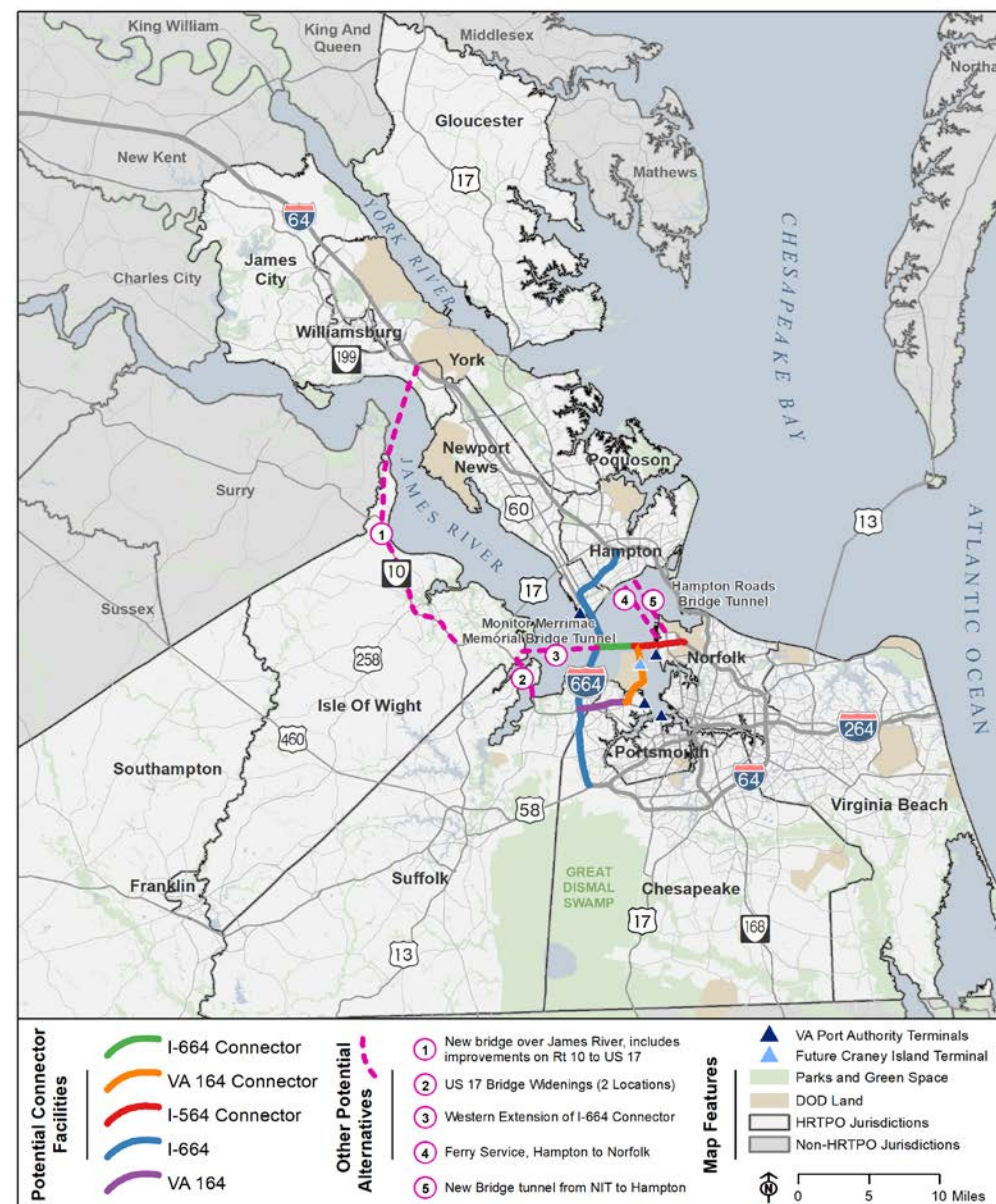 King William
King And
Queen
Middlesex
Northa
Gloucester
New Kent
17
Mathews
64
YORK RIVER
James
City
CHESAPEAKE BAY
Charles City
Williamsburg
199
York
JAMES RIVER
Newport
News
Poquoson
Surry
60
13
1
ATLANTIC OCEAN
10
Hampton
17
Hampton Roads
Bridge Tunnel
4
5
Sussex
Monitor Merrimac
Memorial Bridge Tunnel
3
Norfolk
258
2
664
Isle Of Wight
264
460
Portsmouth
Southampton
64
58
Virginia Beach
GREAT
DISMAL
SWAMP
Franklin
Suffolk
Chesapeake
17
168
13
Potential Connector
Facilities
I-664 Connector
VA 164 Connector
I-564 Connector
I-664
VA 164
Other Potential
Alternatives
1 New bridge over James River, includes
improvements on Rt 10 to US 17
2 US 17 Bridge Widenings (2 Locations)
3 Western Extension of I-664 Connector
4 Ferry Service, Hampton to Norfolk
5 New Bridge tunnel from NIT to Hampton
Map Features
VA Port Authority Terminals
Future Craney Island Terminal
Parks and Green Space
DOD Land
HRTPO Jurisdictions
Non-HRTPO Jurisdictions
N
0 5 10 Miles